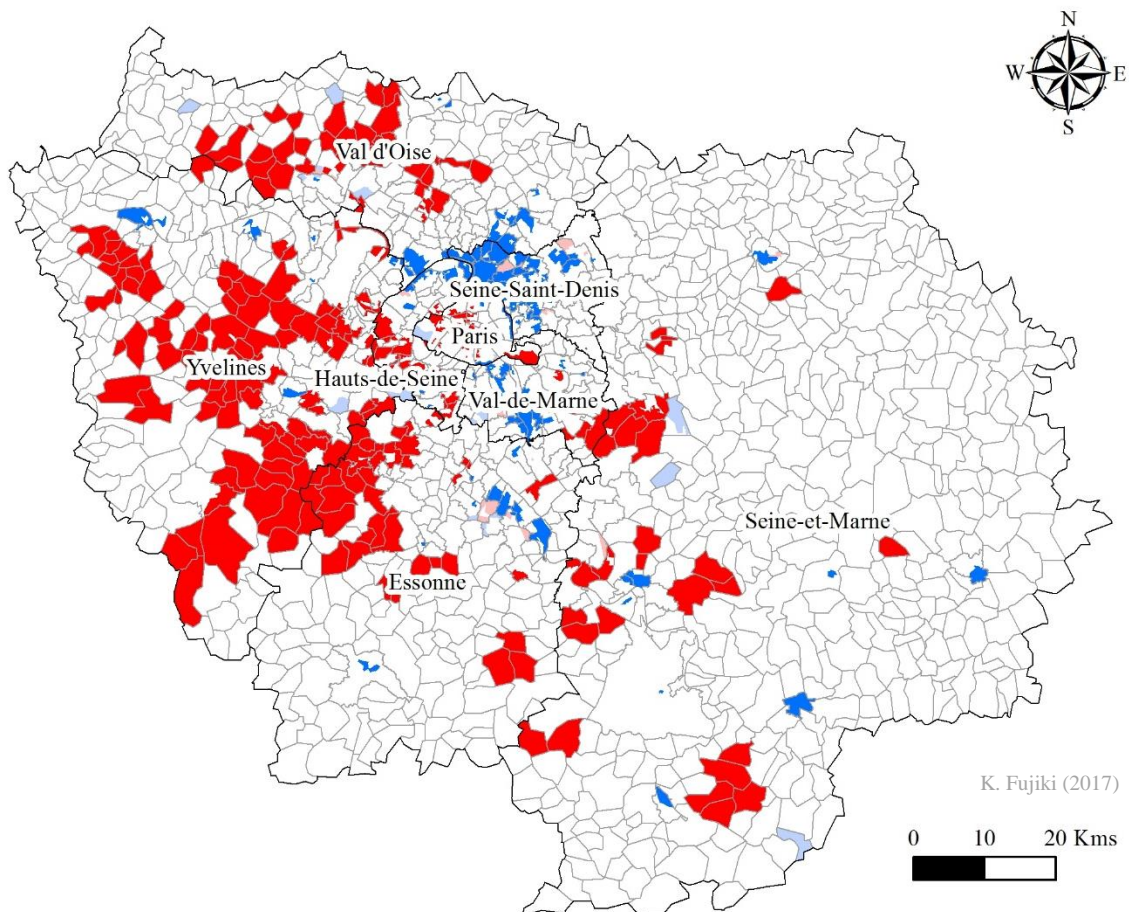 N
W E
S
Val d'Oise
Seine-Saint-Denis
Paris
Yvelines
Hauts-de-Seine
Val-de-Marne
Seine-et-Marne
Essonne
K. Fujiki (2017)
0 10 20 Kms